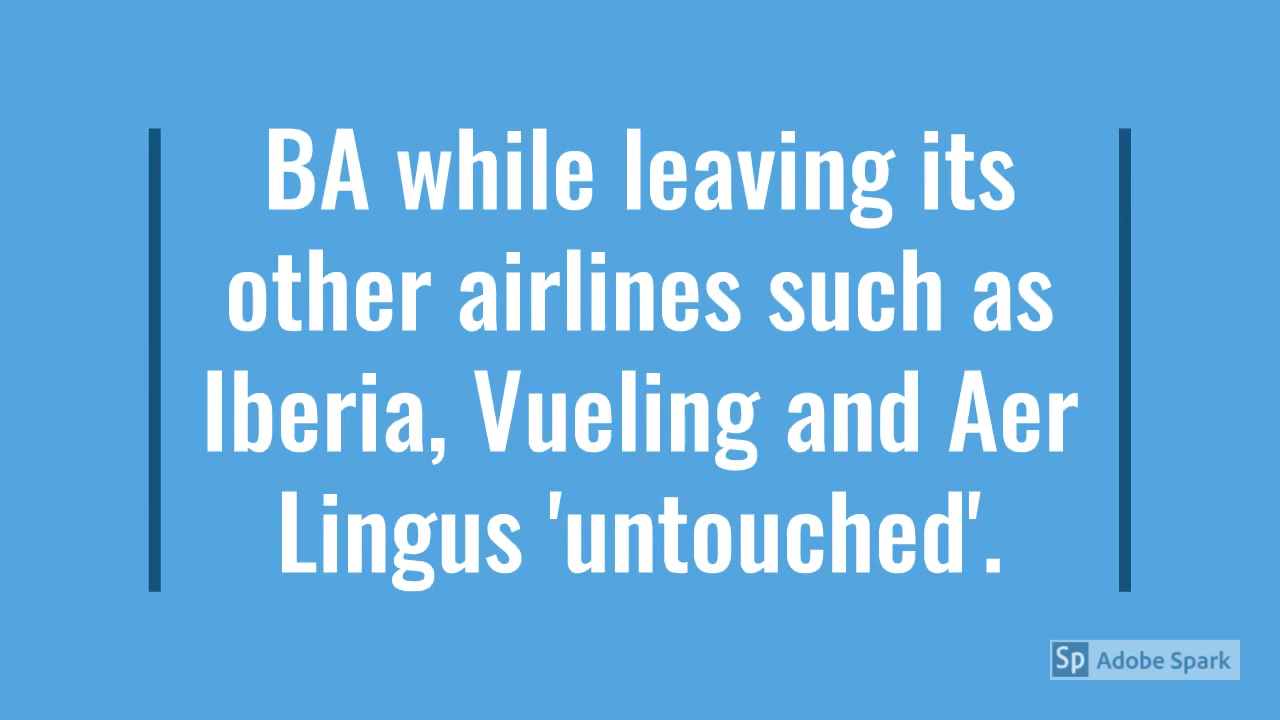 BA while leaving its
other airlines such as
Iberia, Vueling and Aer
Lingus 'untouched'.
Sp Adobe Spark